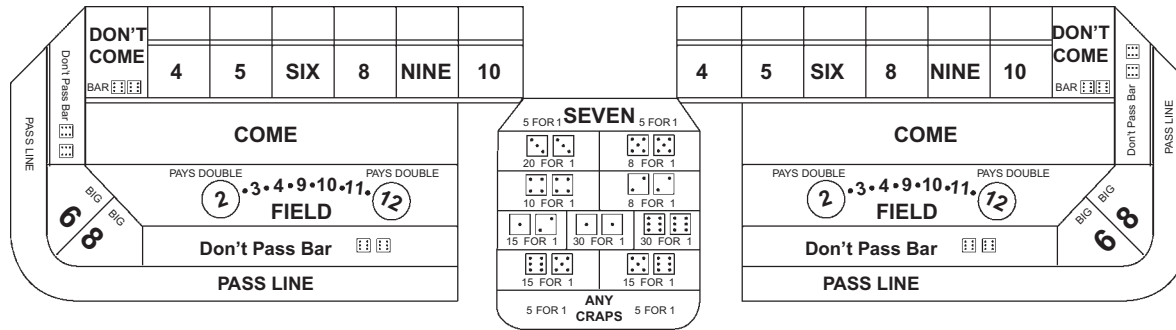 DON'T
COME
BAR
4 5 SIX 8 NINE 10
Don't Pass Bar
PASS LINE
COME
PAYS DOUBLE PAYS DOUBLE
2 •3•4•9•10•11• 12
FIELD
BIG 6
BIG 8
Don't Pass Bar
PASS LINE
5 FOR 1 SEVEN 5 FOR 1
20 FOR 1 8 FOR 1
10 FOR 1 8 FOR 1
15 FOR 1 30 FOR 1 30 FOR 1
15 FOR 1 15 FOR 1
5 FOR 1 ANY CRAPS 5 FOR 1
4 5 SIX 8 NINE 10
DON'T
COME
BAR
Don't Pass Bar
PASS LINE
COME
PAYS DOUBLE PAYS DOUBLE
2 •3•4•9•10•11• 12
FIELD
BIG 6
BIG 8
Don't Pass Bar
PASS LINE